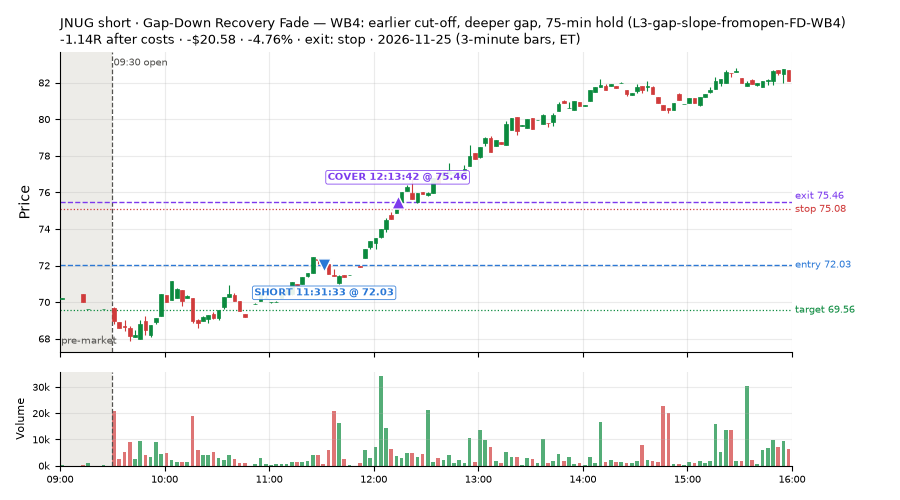 JNUG short · Gap-Down Recovery Fade — WB4: earlier cut-off, deeper gap, 75-min hold (L3-gap-slope-fromopen-FD-WB4)
-1.14R after costs · -$20.58 · -4.76% · exit: stop · 2026-11-25 (3-minute bars, ET)
09:30 open
82
80
78
76
74
72
70
68
Price
COVER 12:13:42 @ 75.46
exit 75.46
stop 75.08
entry 72.03
SHORT 11:31:33 @ 72.03
target 69.56
pre-market
30k
20k
10k
0k
Volume
09:00
10:00
11:00
12:00
13:00
14:00
15:00
16:00